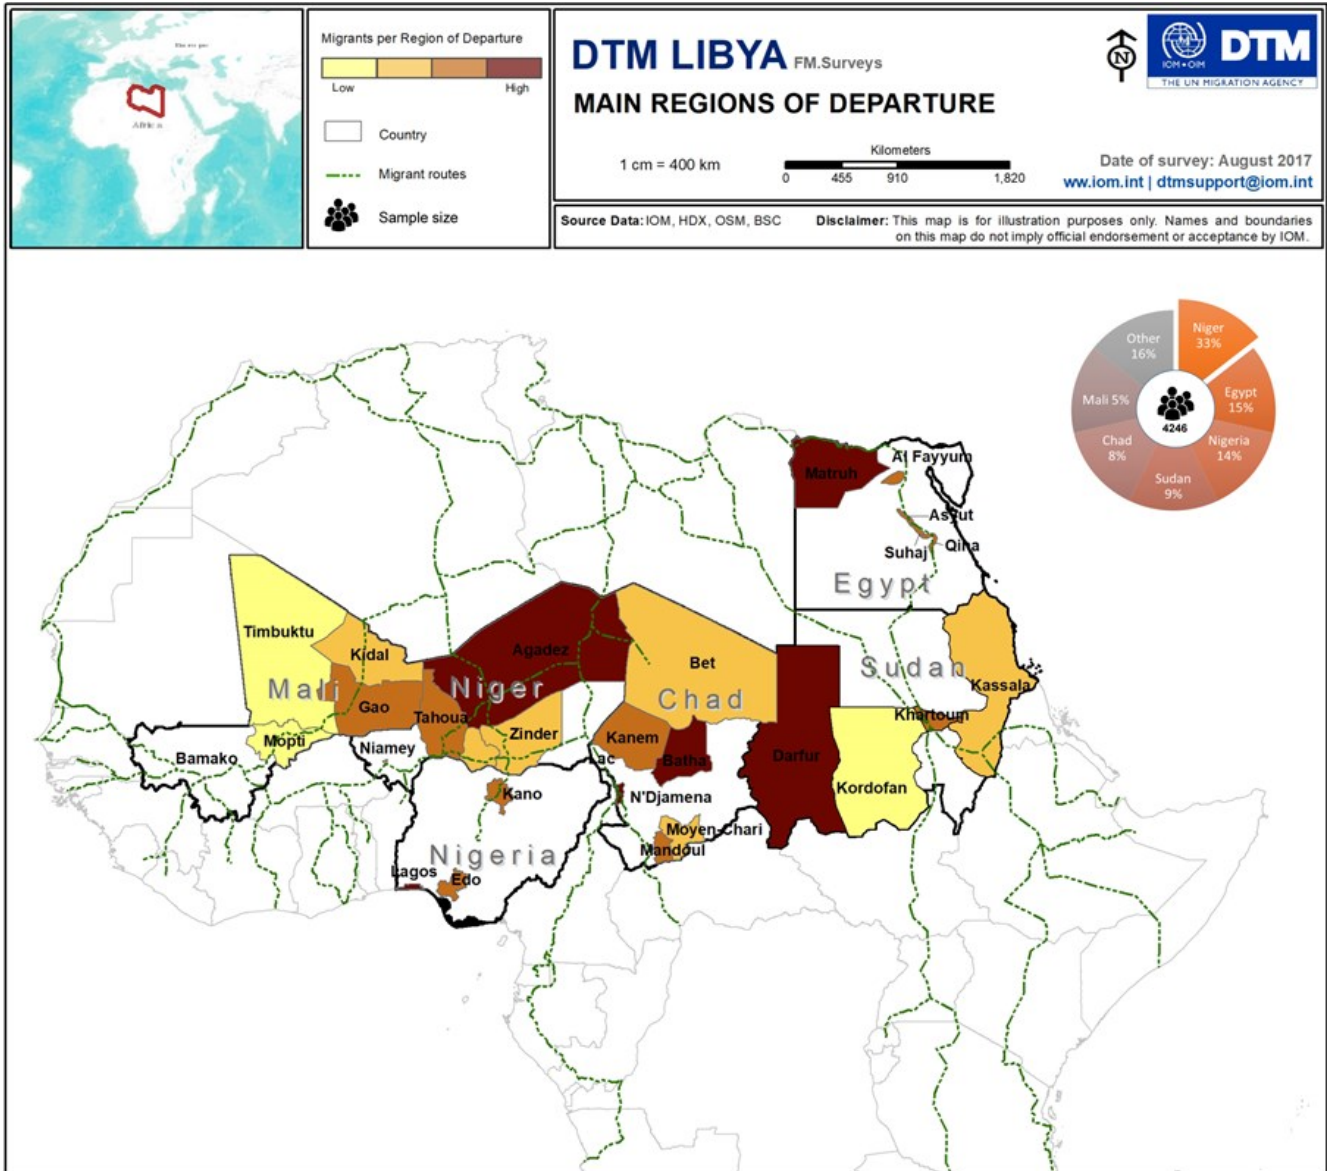 Africa
Migrants per Region of Departure
Low High
Country
Migrant routes
Sample size
DTM LIBYA FM.Surveys
MAIN REGIONS OF DEPARTURE
1 cm = 400 km
Kilometers
0 455 910 1,820
N
IOM•OIM
DTM
THE UN MIGRATION AGENCY
Date of survey: August 2017
ww.iom.int | dtmsupport@iom.int
Source Data: IOM, HDX, OSM, BSC
Disclaimer: This map is for illustration purposes only. Names and boundaries
on this map do not imply official endorsement or acceptance by IOM.
Other
16%
Niger
33%
Mali 5%
Egypt
15%
4246
Chad
8%
Nigeria
14%
Sudan
9%
Matruh
Al Fayyum
Asyut
Suhaj
Qina
Egypt
Timbuktu
Kidal
Agadez
Bet
Sudan
Kassala
Mali
Niger
Chad
Gao
Tahoua
Khartoum
Zinder
Kanem
Mopti
Niamey
Bamako
Lac
Batha
Darfur
Kordofan
Kano
N'Djamena
Moyen-Chari
Mandoul
Nigeria
Lagos
Edo